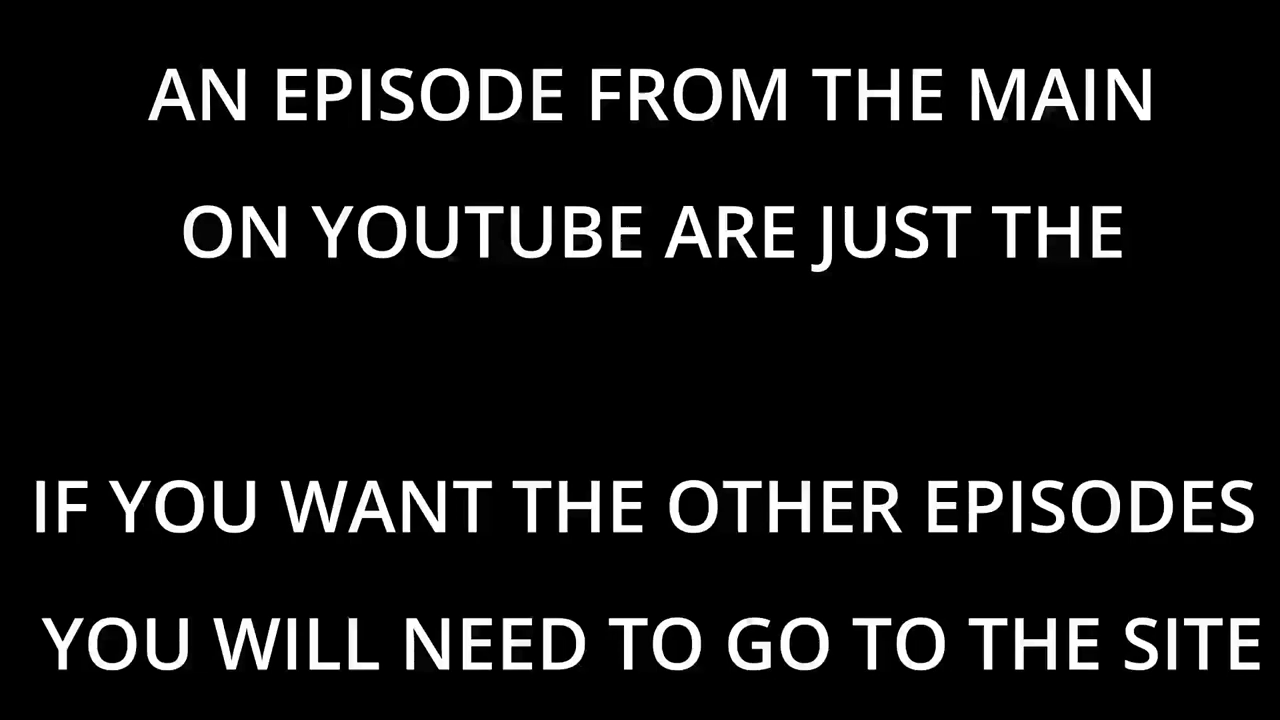 AN EPISODE FROM THE MAIN
ON YOUTUBE ARE JUST THE
IF YOU WANT THE OTHER EPISODES
YOU WILL NEED TO GO TO THE SITE